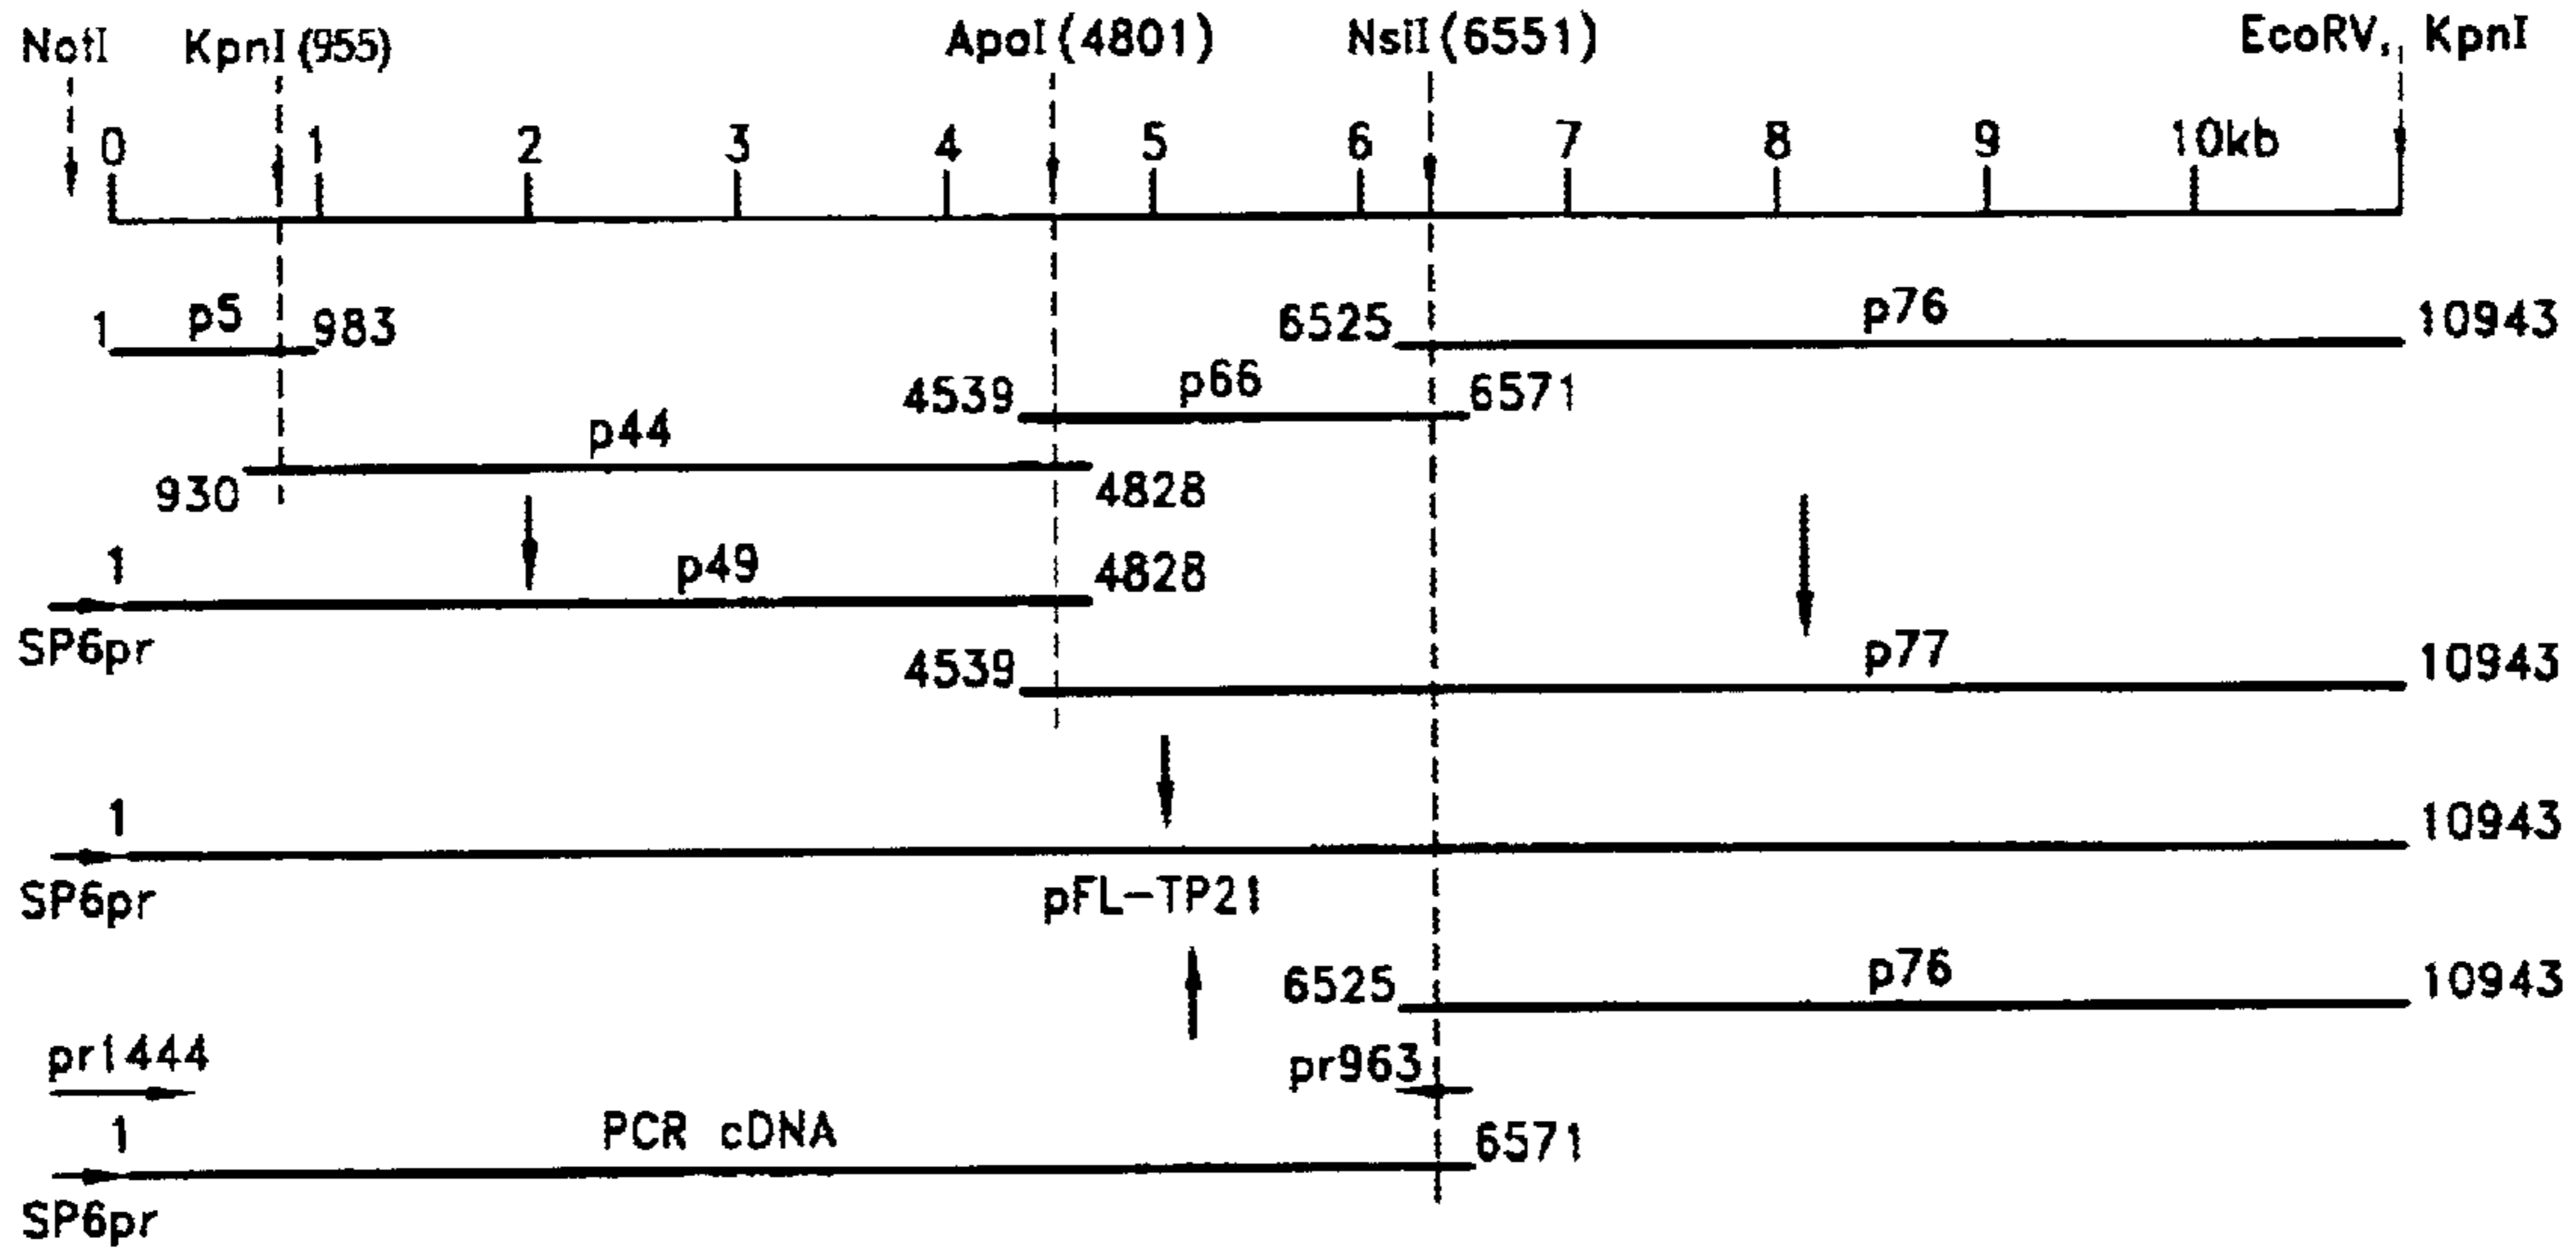 NotI KpnI (955) ApaI (4801) NsiI (6551) EcoRV, KpnI
0 1 2 3 4 5 6 7 8 9 10kb
1 p5 983 6525 p76 10943
4539 p66 6571
930 p44 4828
1 p49 4828
SP6pr 4539 p77 10943
1 10943
SP6pr pFL-TP21
6525 p76 10943
pr1444 pr963
1 PCR cDNA 6571
SP6pr